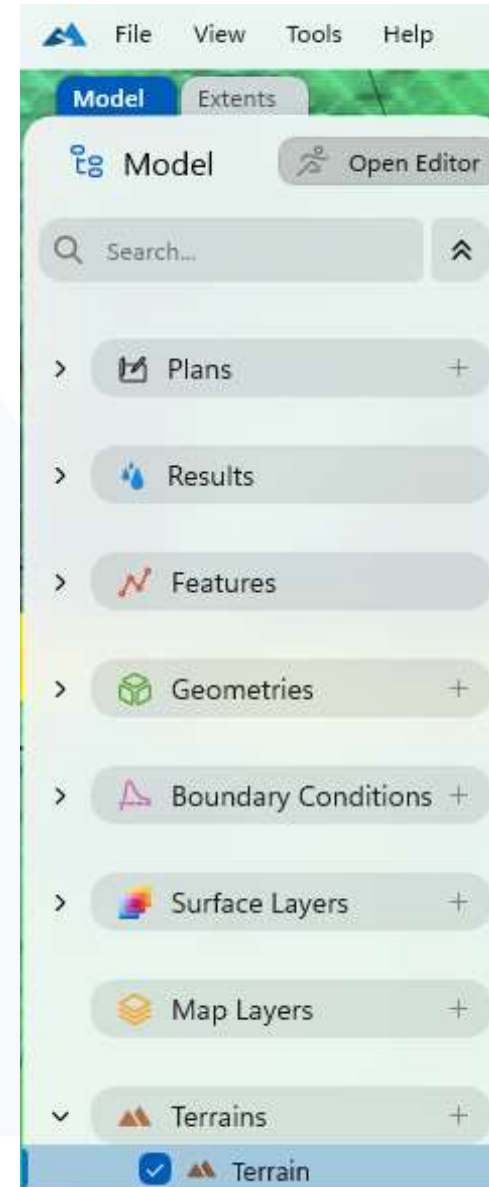 File View Tools Help
Model Extents
Model Open Editor
Search...
Plans +
Results
Features
Geometries +
Boundary Conditions +
Surface Layers +
Map Layers +
Terrains +
Terrain